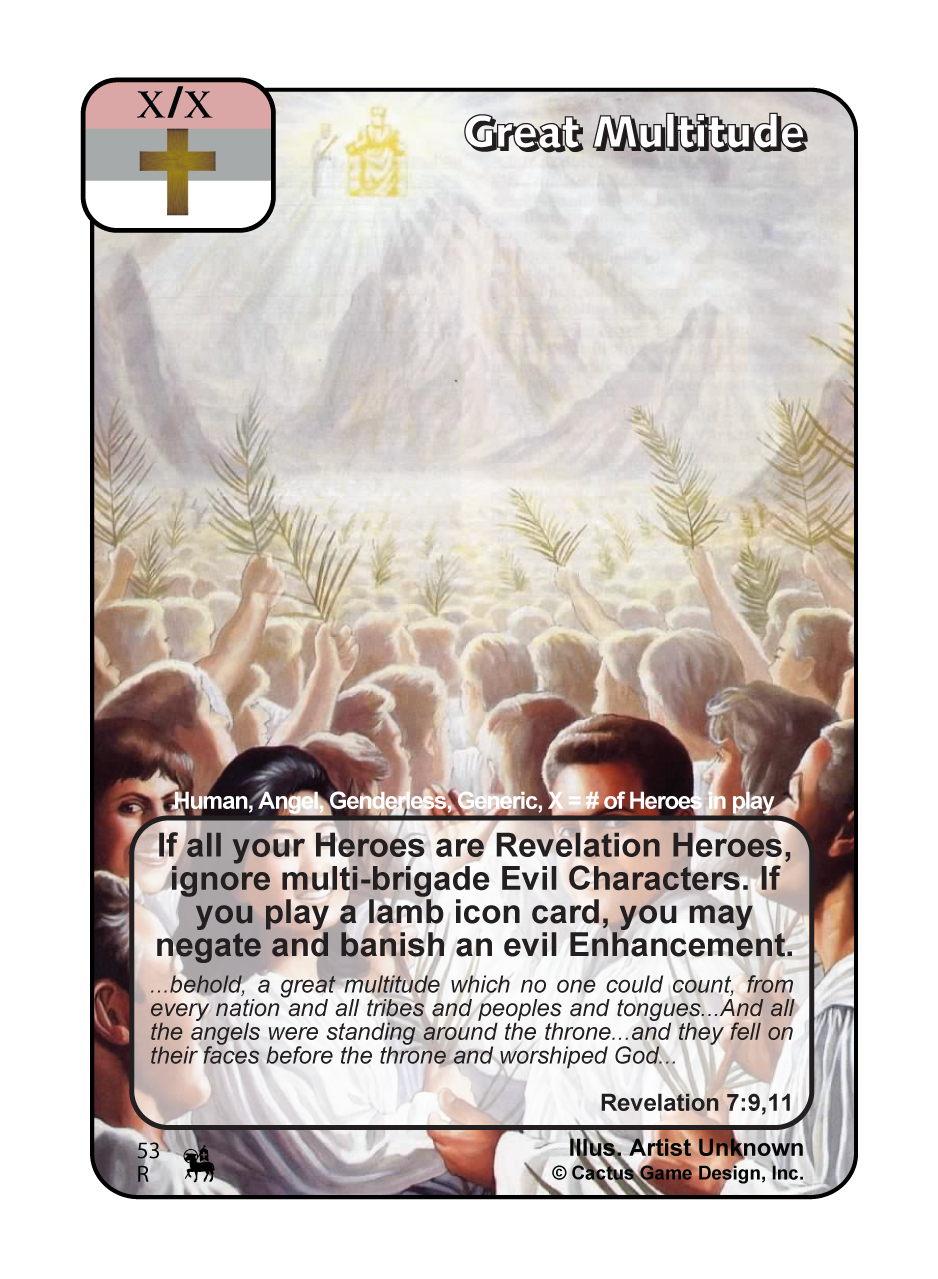 X/X
Great Multitude
Human, Angel, Genderless, Generic, X = # of Heroes in play
If all your Heroes are Revelation Heroes,
ignore multi-brigade Evil Characters. If
you play a lamb icon card, you may
negate and banish an evil Enhancement.
...behold, a great multitude which no one could count, from
every nation and all tribes and peoples and tongues...And all
the angels were standing around the throne...and they fell on
their faces before the throne and worshiped God...
Revelation 7:9,11
53
R
Illus. Artist Unknown
© Cactus Game Design, Inc.